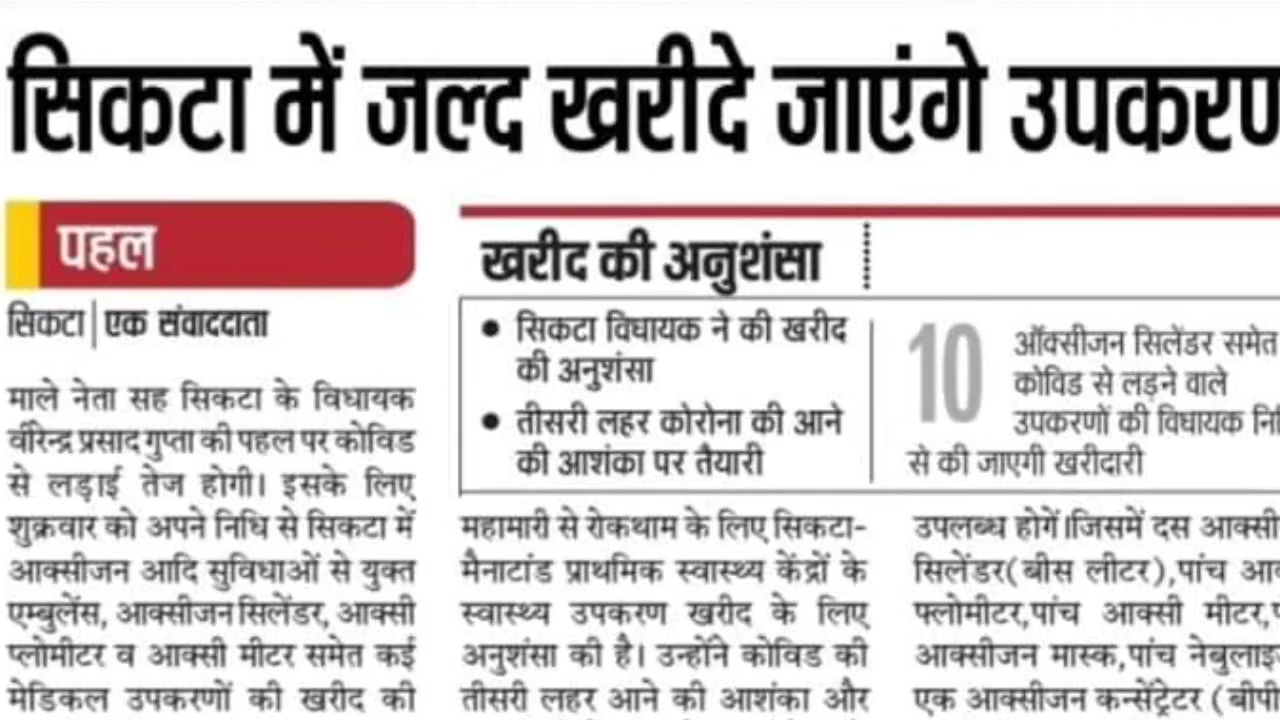 सिकटा में जल्द खरीदे जाएंगे उपकरण
पहल
सिकटा | एक संवाददाता
माले नेता सह सिकटा के विधायक
वीरेन्द्र प्रसाद गुप्ता की पहल पर कोविड
से लड़ाई तेज होगी। इसके लिए
शुक्रवार को अपने निधि से सिकटा में
आक्सीजन आदि सुविधाओं से युक्त
एम्बुलेंस, आक्सीजन सिलेंडर, आक्सी
प्लोमीटर व आक्सी मीटर समेत कई
मेडिकल उपकरणों की खरीद की
खरीद की अनुशंसा
• सिकटा विधायक ने की खरीद
की अनुशंसा
• तीसरी लहर कोरोना की आने
की आशंका पर तैयारी
10 ऑक्सीजन सिलेंडर समेत
कोविड से लड़ने वाले
उपकरणों की विधायक
से की जाएगी खरीदारी
महामारी से रोकथाम के लिए सिकटा-
मैनाटांड प्राथमिक स्वास्थ्य केंद्रों के
स्वास्थ्य उपकरण खरीद के लिए
अनुशंसा की है। उन्होंने कोविड की
तीसरी लहर आने की आशंका और
उपलब्ध होगें।जिसमें दस
सिलेंडर(बीस लीटर),पांच
फ्लोमीटर,पांच आक्सी मीटर,
आक्सीजन मास्क,पांच
एक आक्सीजन कन्सेंट्रेटर (